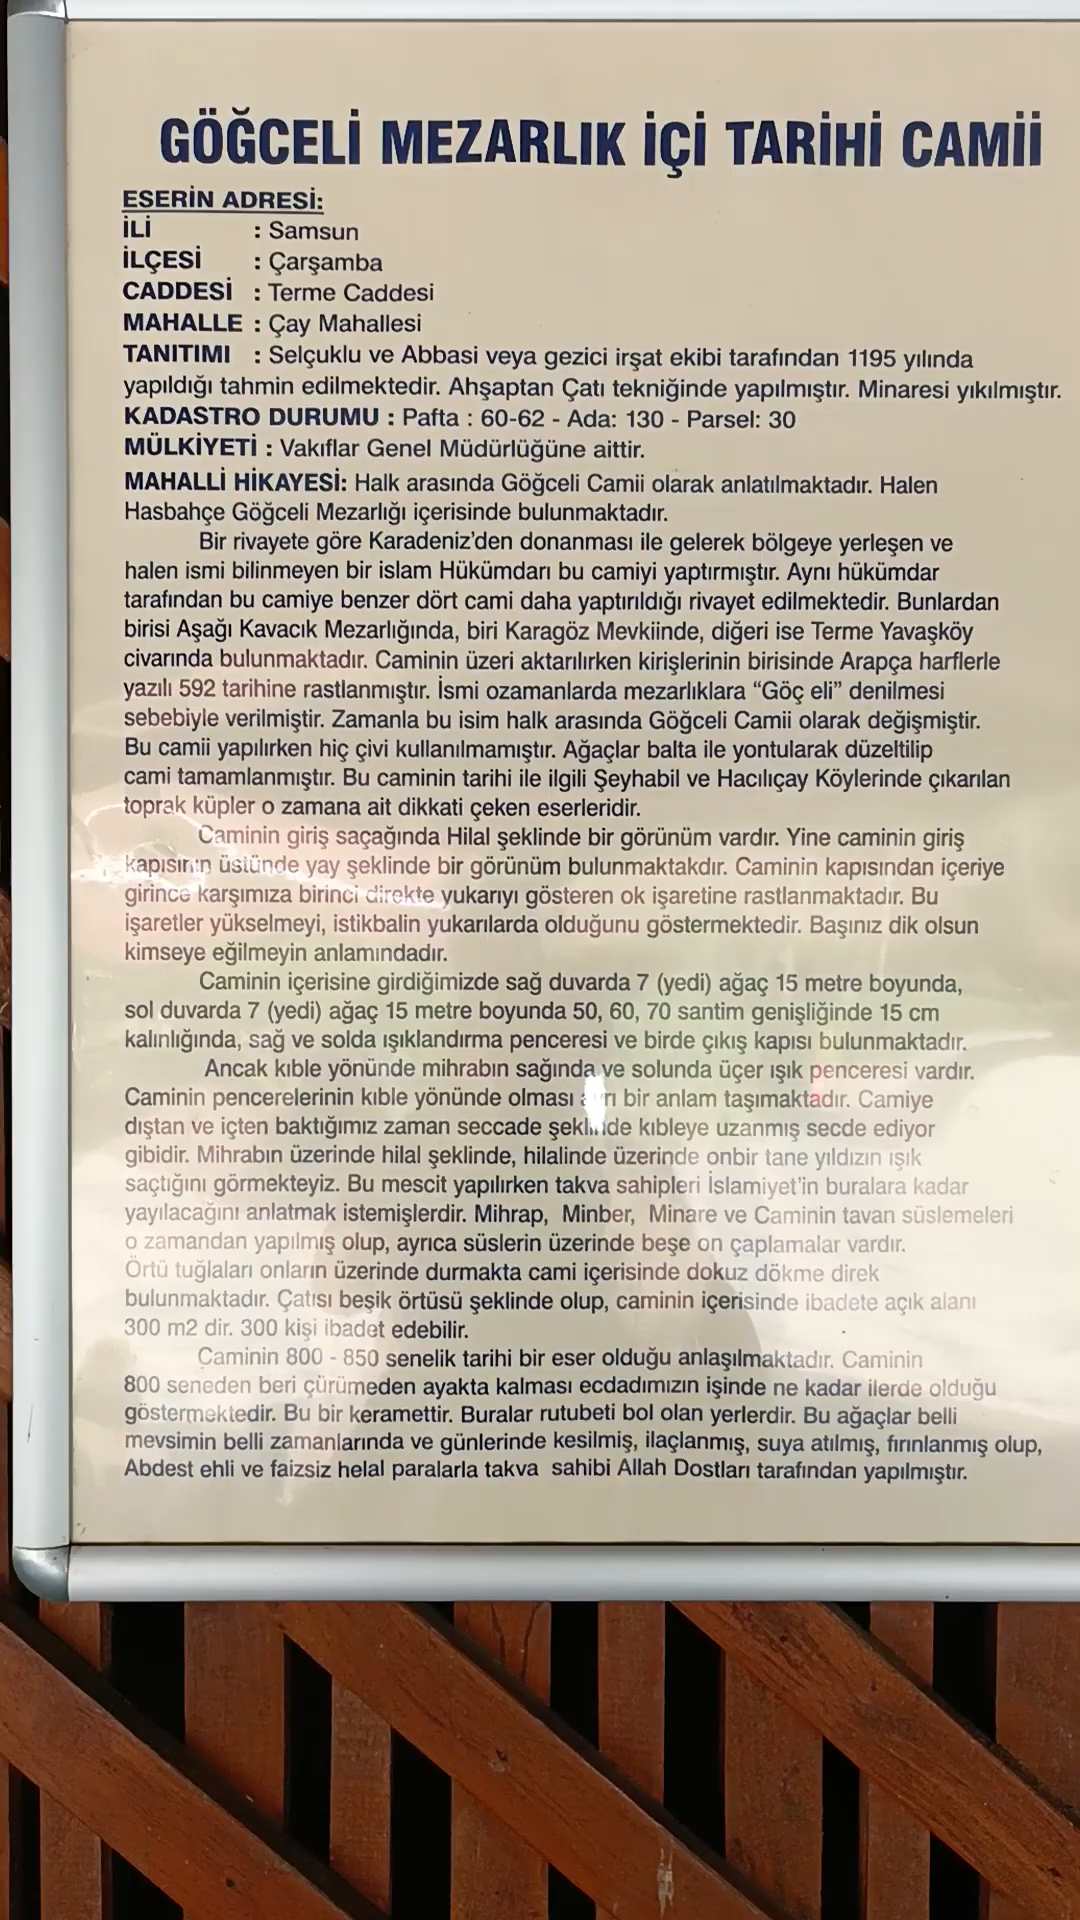 GÖĞCELİ MEZARLIK İÇİ TARİHİ CAMİİ
ESERİN ADRESİ:
İLİ : Samsun
İLÇESİ : Çarşamba
CADDESİ : Terme Caddesi
MAHALLE : Çay Mahallesi
TANITIMI : Selçuklu ve Abbasi veya gezici irşat ekibi tarafından 1195 yılında
yapıldığı tahmin edilmektedir. Ahşaptan Çatı tekniğinde yapılmıştır. Minaresi yıkılmıştır.
KADASTRO DURUMU : Pafta : 60-62 - Ada: 130 - Parsel: 30
MÜLKİYETİ : Vakıflar Genel Müdürlüğüne aittir.
MAHALLİ HİKAYESİ: Halk arasında Göğceli Camii olarak anlatılmaktadır. Halen
Hasbahçe Göğceli Mezarlığı içerisinde bulunmaktadır.
Bir rivayete göre Karadeniz'den donanması ile gelerek bölgeye yerleşen ve
halen ismi bilinmeyen bir islam Hükümdarı bu camiyi yaptırmıştır. Aynı hükümdar
tarafından bu camiye benzer dört cami daha yaptırıldığı rivayet edilmektedir. Bunlardan
birisi Aşağı Kavacık Mezarlığında, biri Karagöz Mevkiinde, diğeri ise Terme Yavaşköy
civarında bulunmaktadır. Caminin üzeri aktarılırken kirişlerinin birisinde Arapça harflerle
yazılı 592 tarihine rastlanmıştır. İsmi ozamanlarda mezarlıklara “Göç eli” denilmesi
sebebiyle verilmiştir. Zamanla bu isim halk arasında Göğceli Camii olarak değişmiştir.
Bu camii yapılırken hiç çivi kullanılmamıştır. Ağaçlar balta ile yontularak düzeltilip
cami tamamlanmıştır. Bu caminin tarihi ile ilgili Şeyhabil ve Hacılıçay Köylerinde çıkarılan
toprak küpler o zamana ait dikkati çeken eserleridir.
Caminin giriş saçağında Hilal şeklinde bir görünüm vardır. Yine caminin giriş
kapısının üstünde yay şeklinde bir görünüm bulunmaktakdır. Caminin kapısından içeriye
girince karşımıza birinci direkte yukarıyı gösteren ok işaretine rastlanmaktadır. Bu
işaretler yükselmeyi, istikbalin yukarılarda olduğunu göstermektedir. Başınız dik olsun
kimseye eğilmeyin anlamındadır.
Caminin içerisine girdiğimizde sağ duvarda 7 (yedi) ağaç 15 metre boyunda,
sol duvarda 7 (yedi) ağaç 15 metre boyunda 50, 60, 70 santim genişliğinde 15 cm
kalınlığında, sağ ve solda ışıklandırma penceresi ve birde çıkış kapısı bulunmaktadır.
Ancak kıble yönünde mihrabın sağında ve solunda üçer ışık penceresi vardır.
Caminin pencerelerinin kıble yönünde olması bir anlam taşımaktadır. Camiye
dıştan ve içten baktığımız zaman seccade şeklinde kıbleye uzanmış secde ediyor
gibidir. Mihrabın üzerinde hilal şeklinde, hilalinde üzerinde onbir tane yıldızın ışık
saçtığını görmekteyiz. Bu mescit yapılırken takva sahipleri İslamiyet'in buralara kadar
yayılacağını anlatmak istemişlerdir. Mihrap, Minber, Minare ve Caminin tavan süslemeleri
o zamandan yapılmış olup, ayrıca süslerin üzerinde beşe on çaplamalar vardır.
Örtü tuğlaları onların üzerinde durmakta cami içerisinde dokuz dökme direk
bulunmaktadır. Çatısı beşik örtüsü şeklinde olup, caminin içerisinde ibadete açık alanı
300 m2 dir. 300 kişi ibadet edebilir.
Caminin 800 - 850 senelik tarihi bir eser olduğu anlaşılmaktadır. Caminin
800 seneden beri çürümeden ayakta kalması ecdadımızın işinde ne kadar ilerde olduğu
göstermektedir. Bu bir keramettir. Buralar rutubeti bol olan yerlerdir. Bu ağaçlar belli
mevsimin belli zamanlarında ve günlerinde kesilmiş, ilaçlanmış, suya atılmış, fırınlanmış olup,
Abdest ehli ve faizsiz helal paralarla takva sahibi Allah Dostları tarafından yapılmıştır.